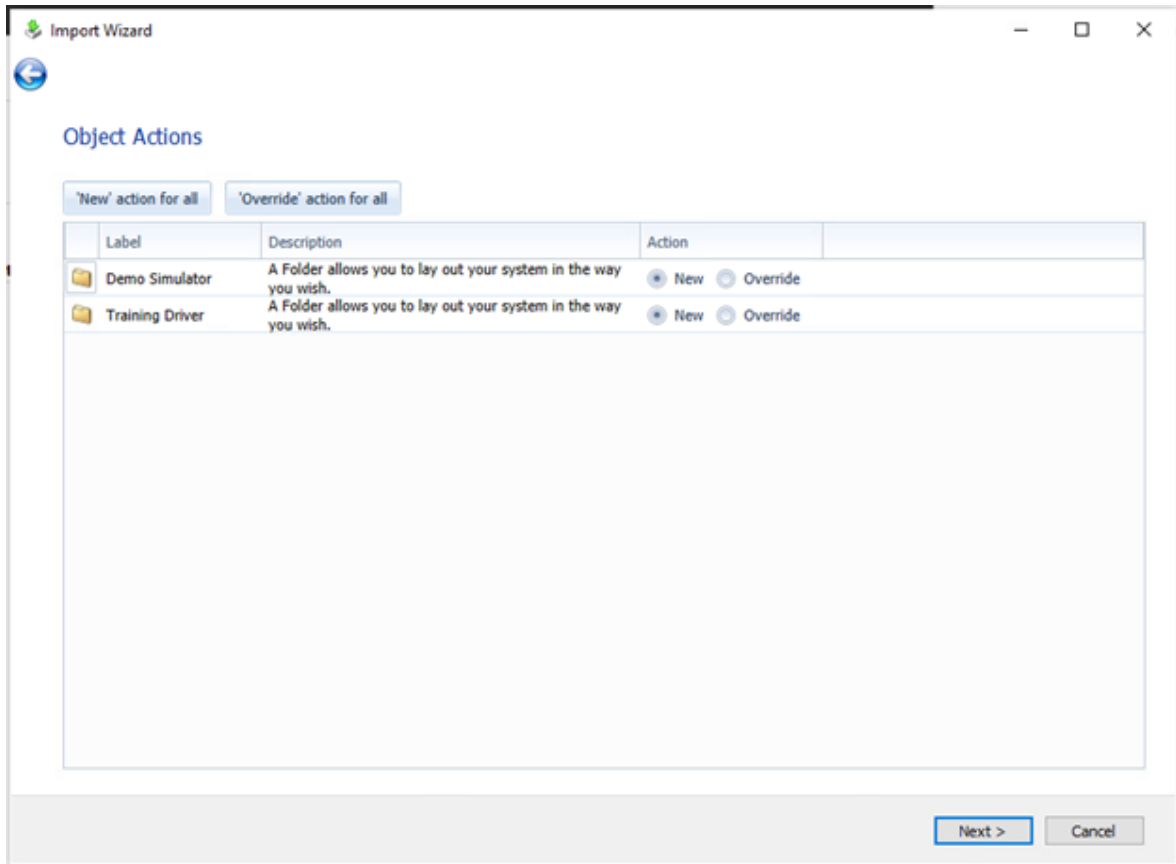 Import Wizard
Object Actions
'New' action for all 'Override' action for all
Label Description Action
Demo Simulator A Folder allows you to lay out your system in the way you wish. New Override
Training Driver A Folder allows you to lay out your system in the way you wish. New Override
Next > Cancel